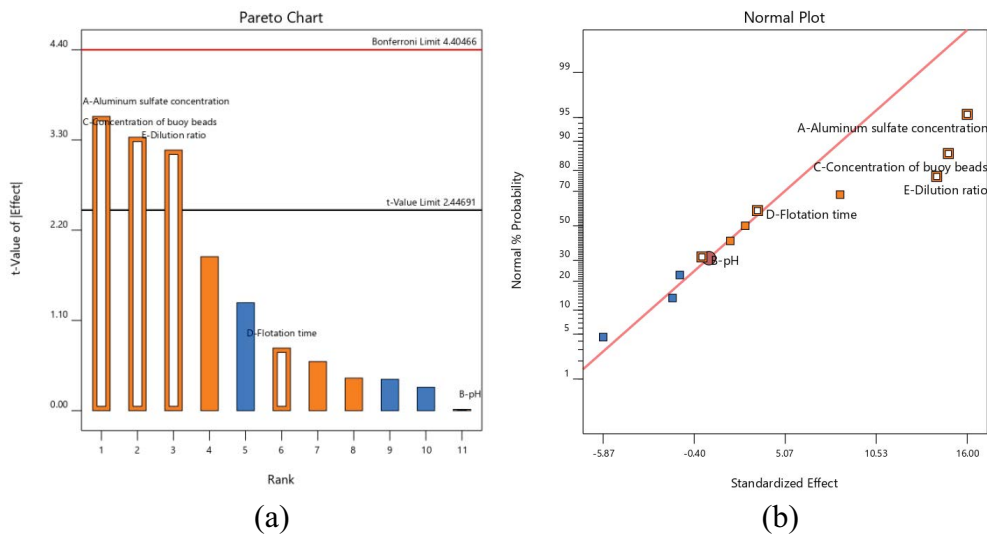 Pareto Chart
4.40
3.30
2.20
1.10
0.00
t-Value of |Effect|
Bonferroni Limit 4.40466
A-Aluminum sulfate concentration
C-Concentration of buoy beads
E-Dilution ratio
t-Value Limit 2.44691
D-Flotation time
B-pH
1 2 3 4 5 6 7 8 9 10 11
Rank
(a)
Normal Plot
99
95
90
80
70
50
30
20
10
5
1
Normal % Probability
A-Aluminum sulfate concentration
C-Concentration of buoy beads
E-Dilution ratio
D-Flotation time
B-pH
-5.87 -0.40 5.07 10.53 16.00
Standardized Effect
(b)